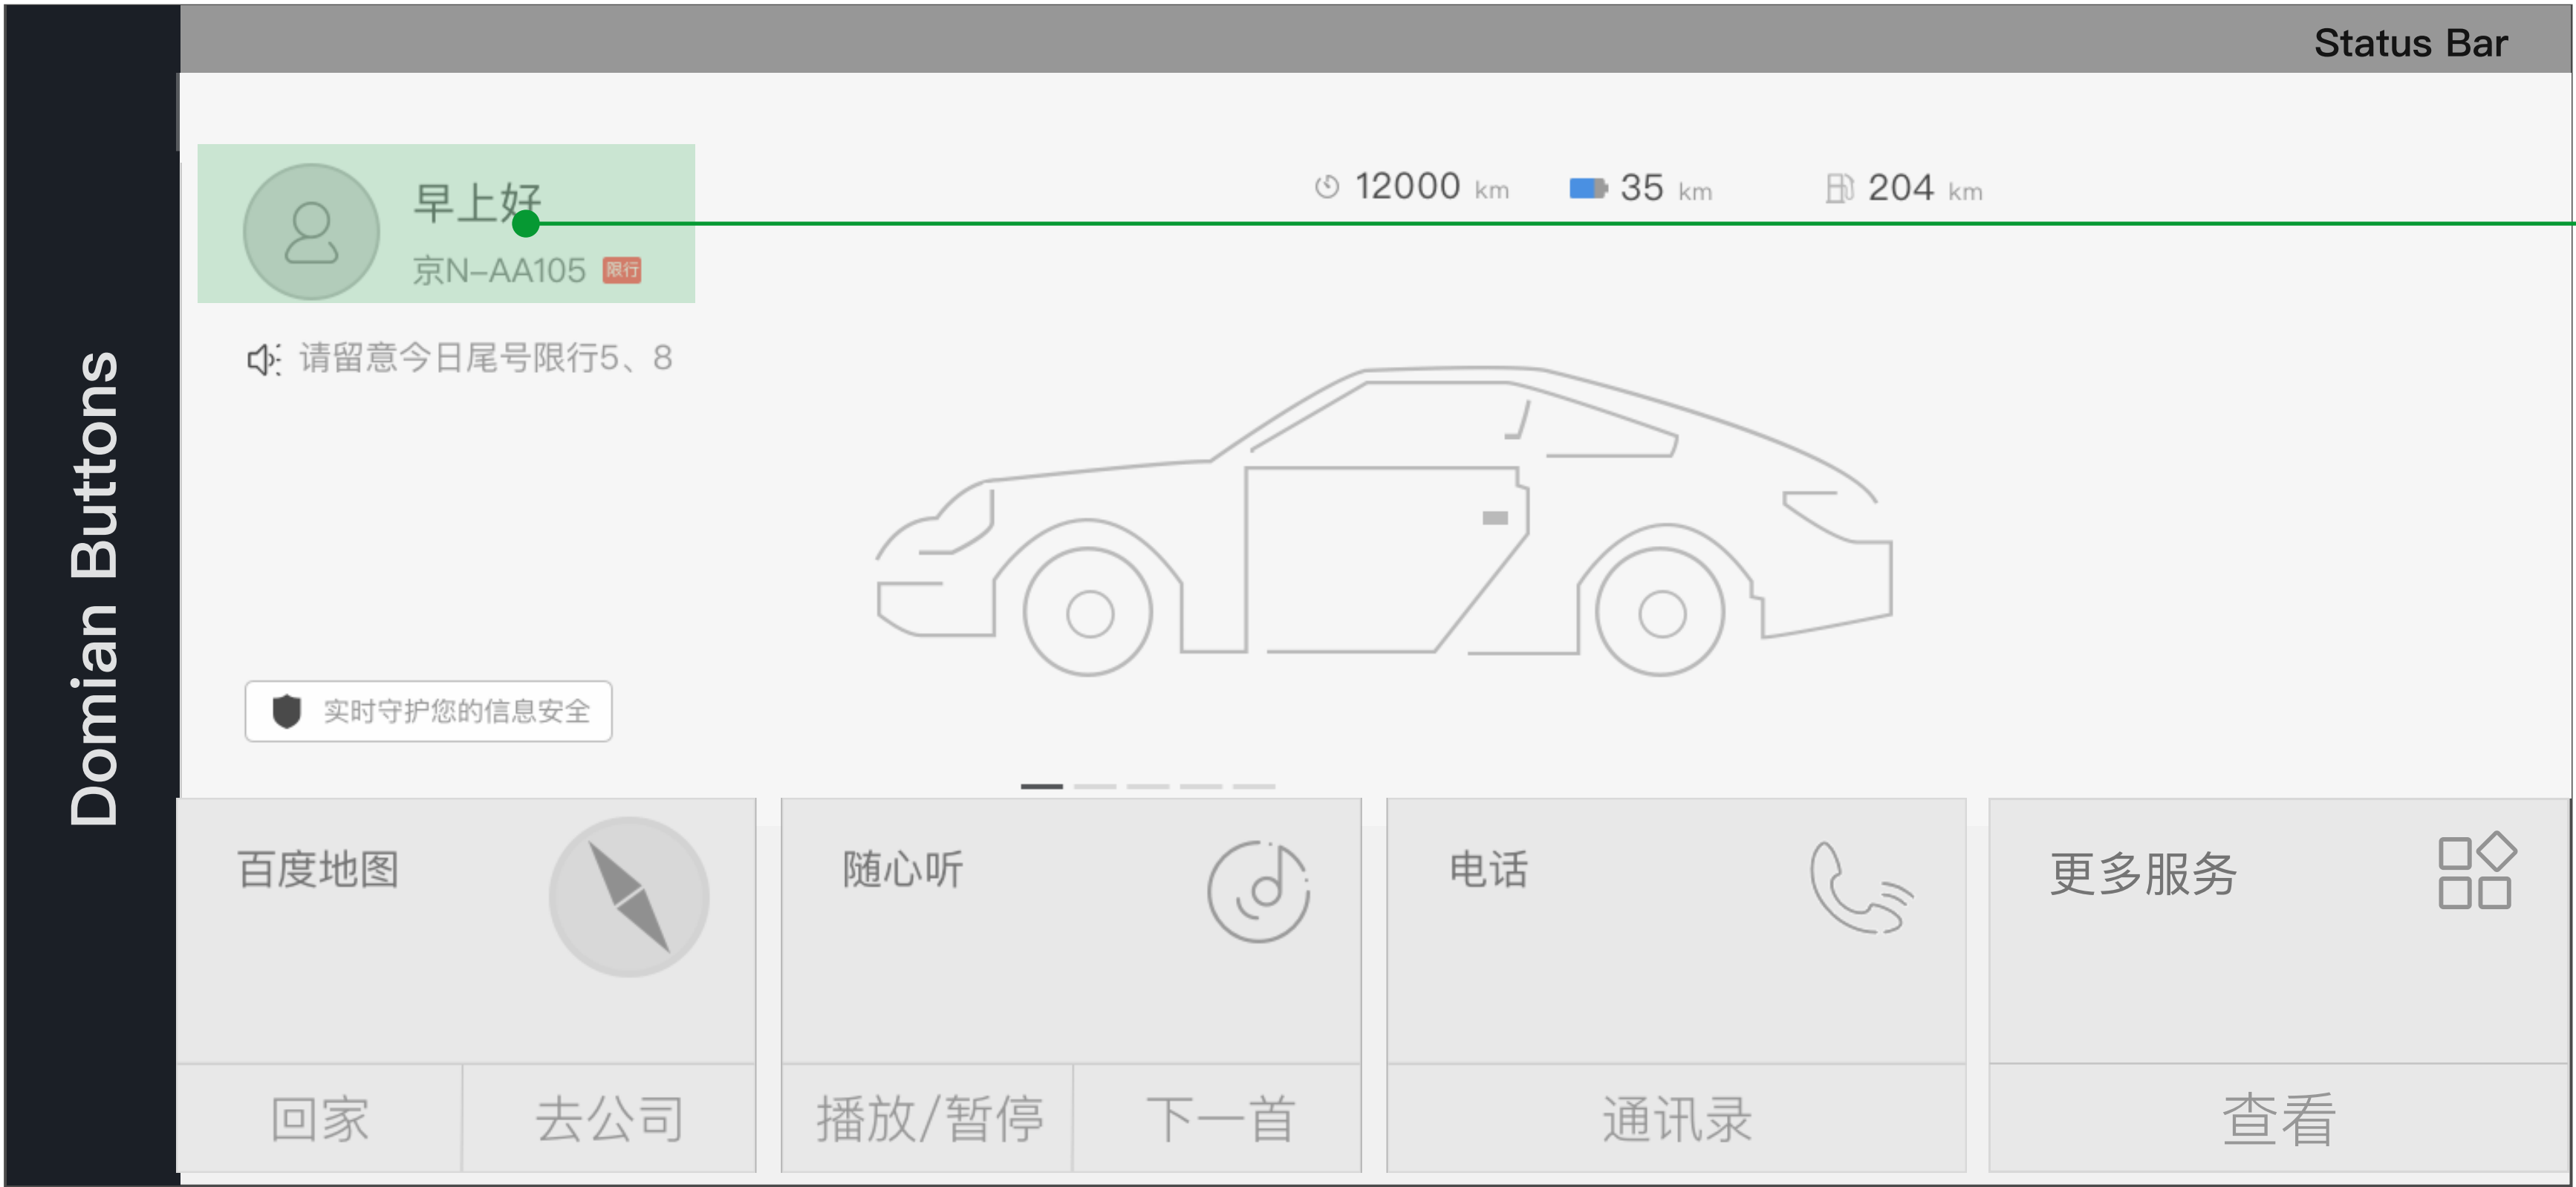 Status Bar
Domian Buttons
早上好
京N-AA105 限行
12000 km 35 km 204 km
请留意今日尾号限行5、8
实时守护您的信息安全
百度地图
随心听
电话
更多服务
回家 去公司
播放/暂停 下一首
通讯录
查看